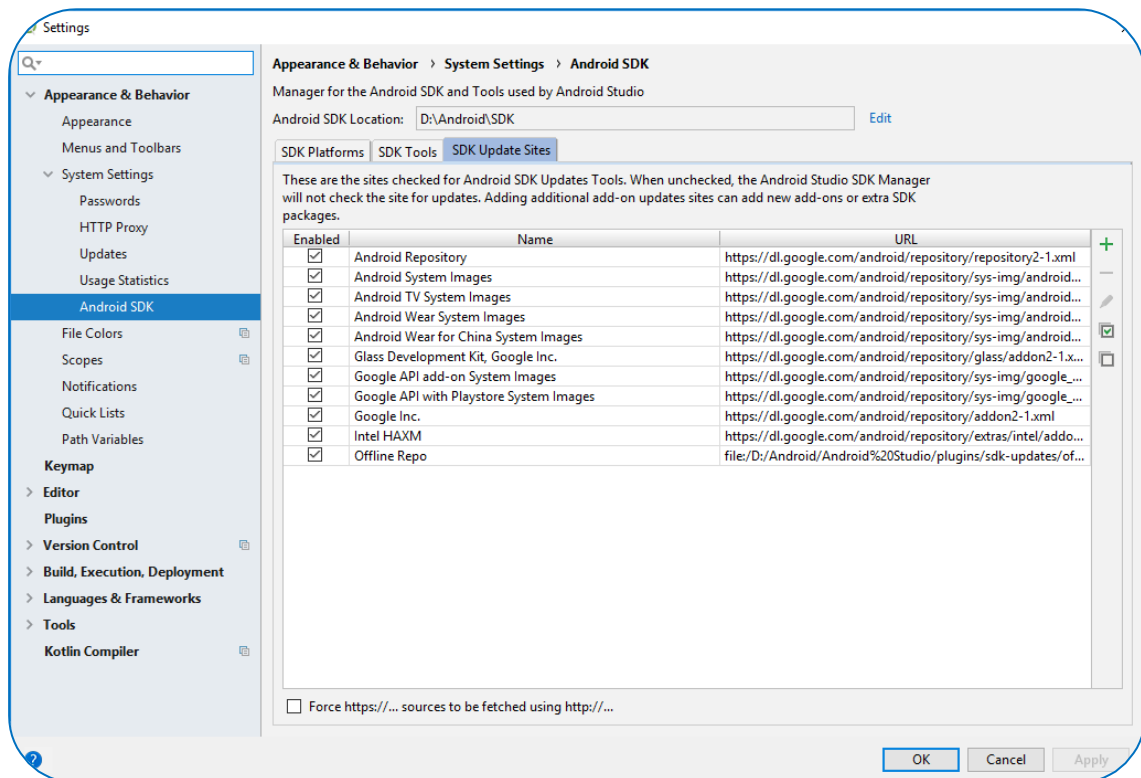 Settings
Appearance & Behavior
Appearance
Menus and Toolbars
System Settings
Passwords
HTTP Proxy
Updates
Usage Statistics
Android SDK
File Colors
Scopes
Notifications
Quick Lists
Path Variables
Keymap
Editor
Plugins
Version Control
Build, Execution, Deployment
Languages & Frameworks
Tools
Kotlin Compiler
Appearance & Behavior > System Settings > Android SDK
Manager for the Android SDK and Tools used by Android Studio
Android SDK Location: D:\Android\SDK Edit
SDK Platforms SDK Tools SDK Update Sites
These are the sites checked for Android SDK Updates Tools. When unchecked, the Android Studio SDK Manager
will not check the site for updates. Adding additional add-on updates sites can add new add-ons or extra SDK
packages.
Enabled Name URL
Android Repository https://dl.google.com/android/repository/repository2-1.xml
Android System Images https://dl.google.com/android/repository/sys-img/android...
Android TV System Images https://dl.google.com/android/repository/sys-img/android...
Android Wear System Images https://dl.google.com/android/repository/sys-img/android...
Android Wear for China System Images https://dl.google.com/android/repository/sys-img/android...
Glass Development Kit, Google Inc. https://dl.google.com/android/repository/glass/addon2-1.x...
Google API add-on System Images https://dl.google.com/android/repository/sys-img/google_...
Google API with Playstore System Images https://dl.google.com/android/repository/sys-img/google_...
Google Inc. https://dl.google.com/android/repository/addon2-1.xml
Intel HAXM https://dl.google.com/android/repository/extras/intel/addo...
Offline Repo file:/D:/Android/Android%20Studio/plugins/sdk-updates/of...
Force https://... sources to be fetched using http://...
? OK Cancel Apply